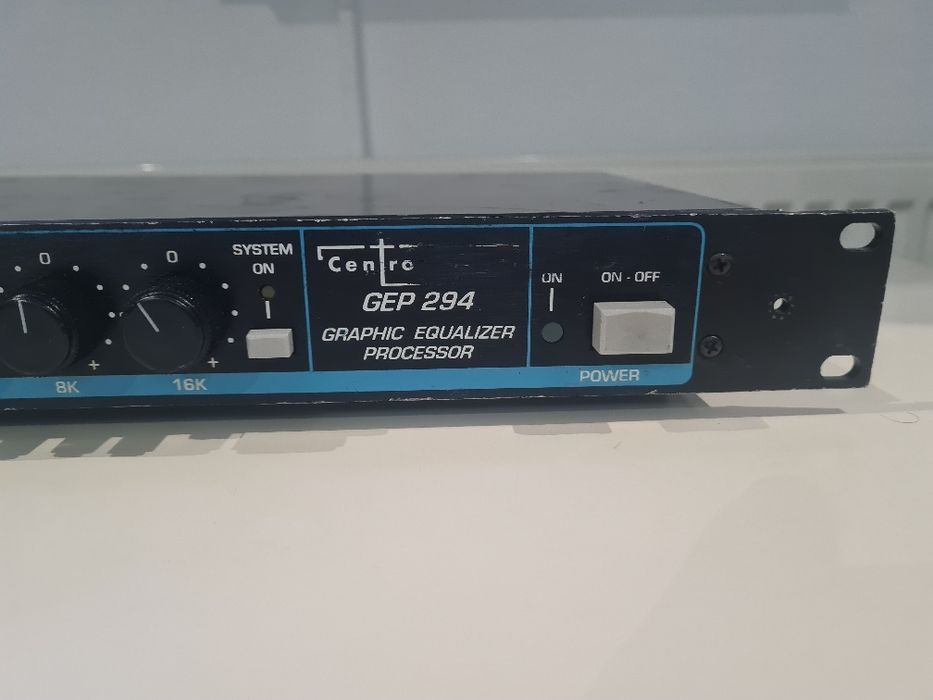 0
+
8K
0
+
16K
SYSTEM
ON
Centro
GEP 294
GRAPHIC EQUALIZER
PROCESSOR
ON
ON - OFF
POWER